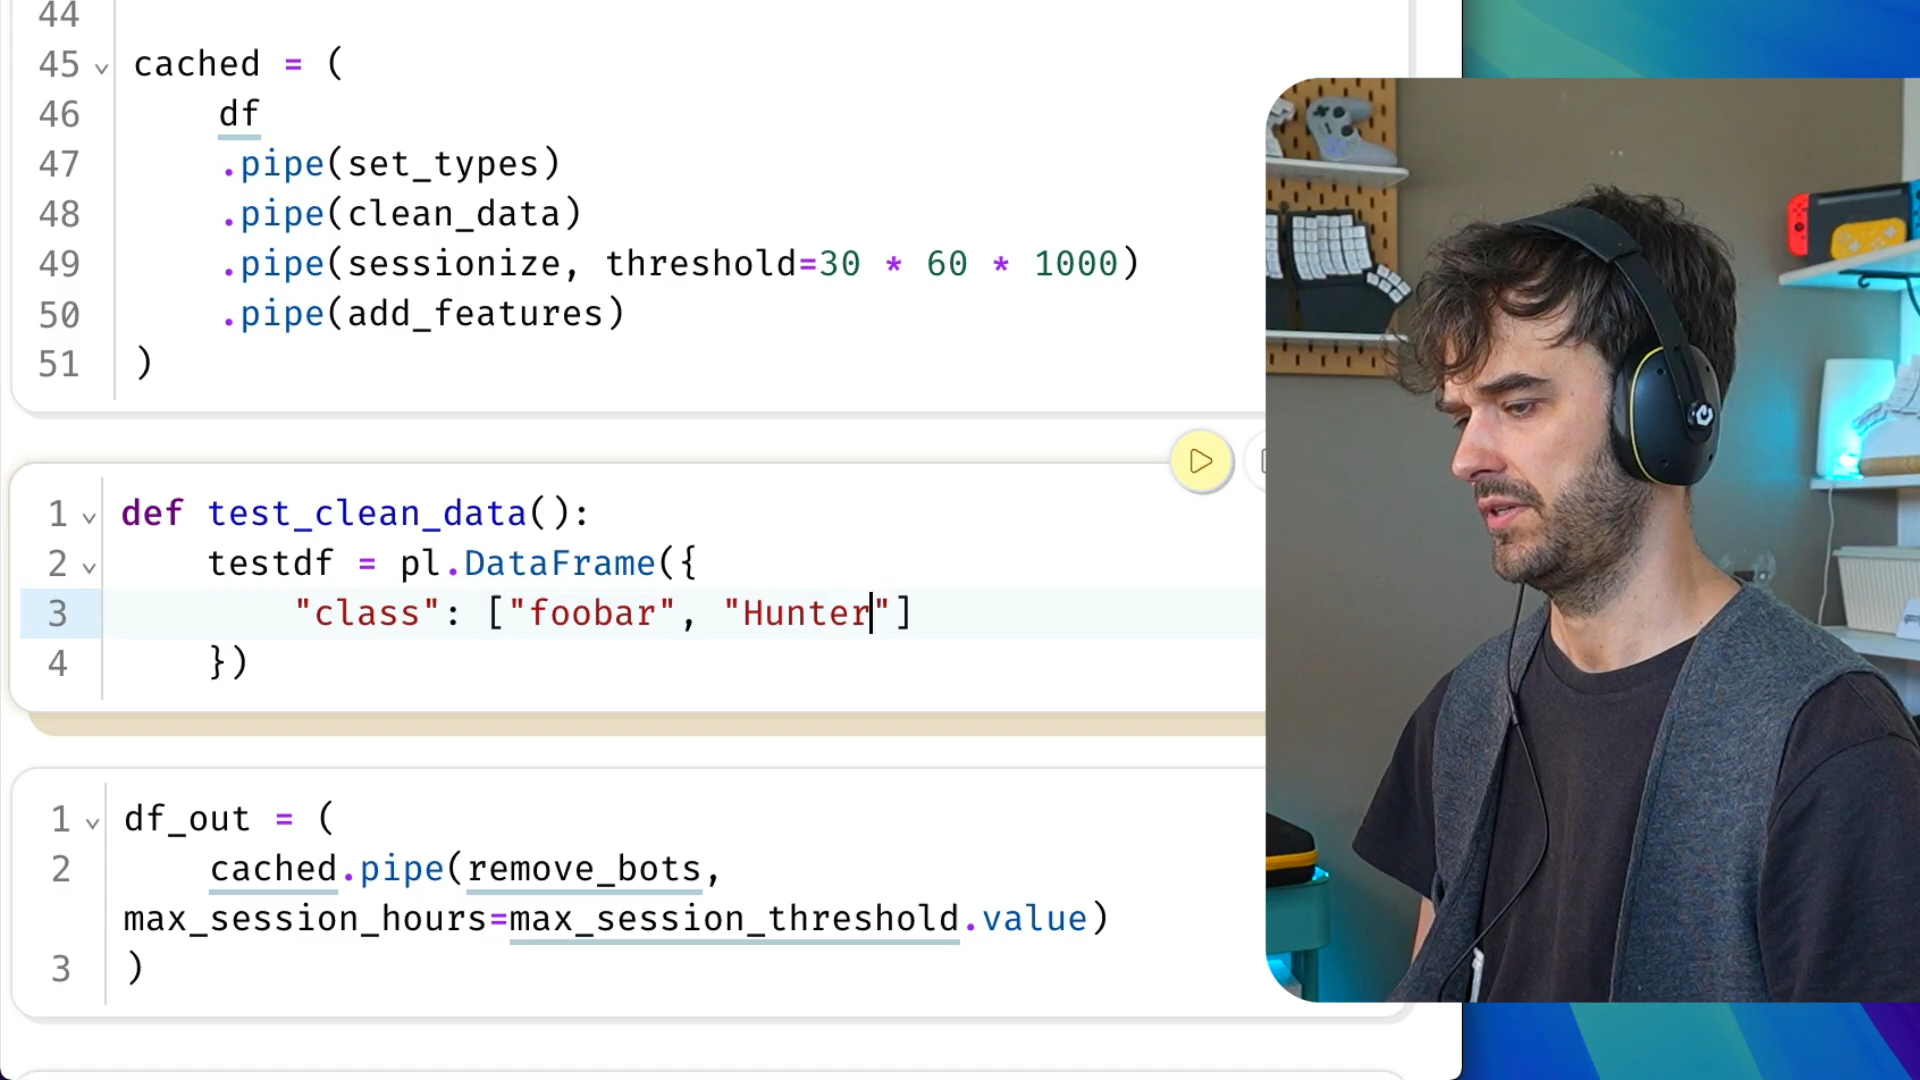 44
45 cached = (
46 df
47 .pipe(set_types)
48 .pipe(clean_data)
49 .pipe(sessionize, threshold=30 * 60 * 1000)
50 .pipe(add_features)
51 )
1 def test_clean_data():
2 testdf = pl.DataFrame({
3 "class": ["foobar", "Hunter"]
4 })
1 df_out = (
2 cached.pipe(remove_bots,
max_session_hours=max_session_threshold.value)
3 )